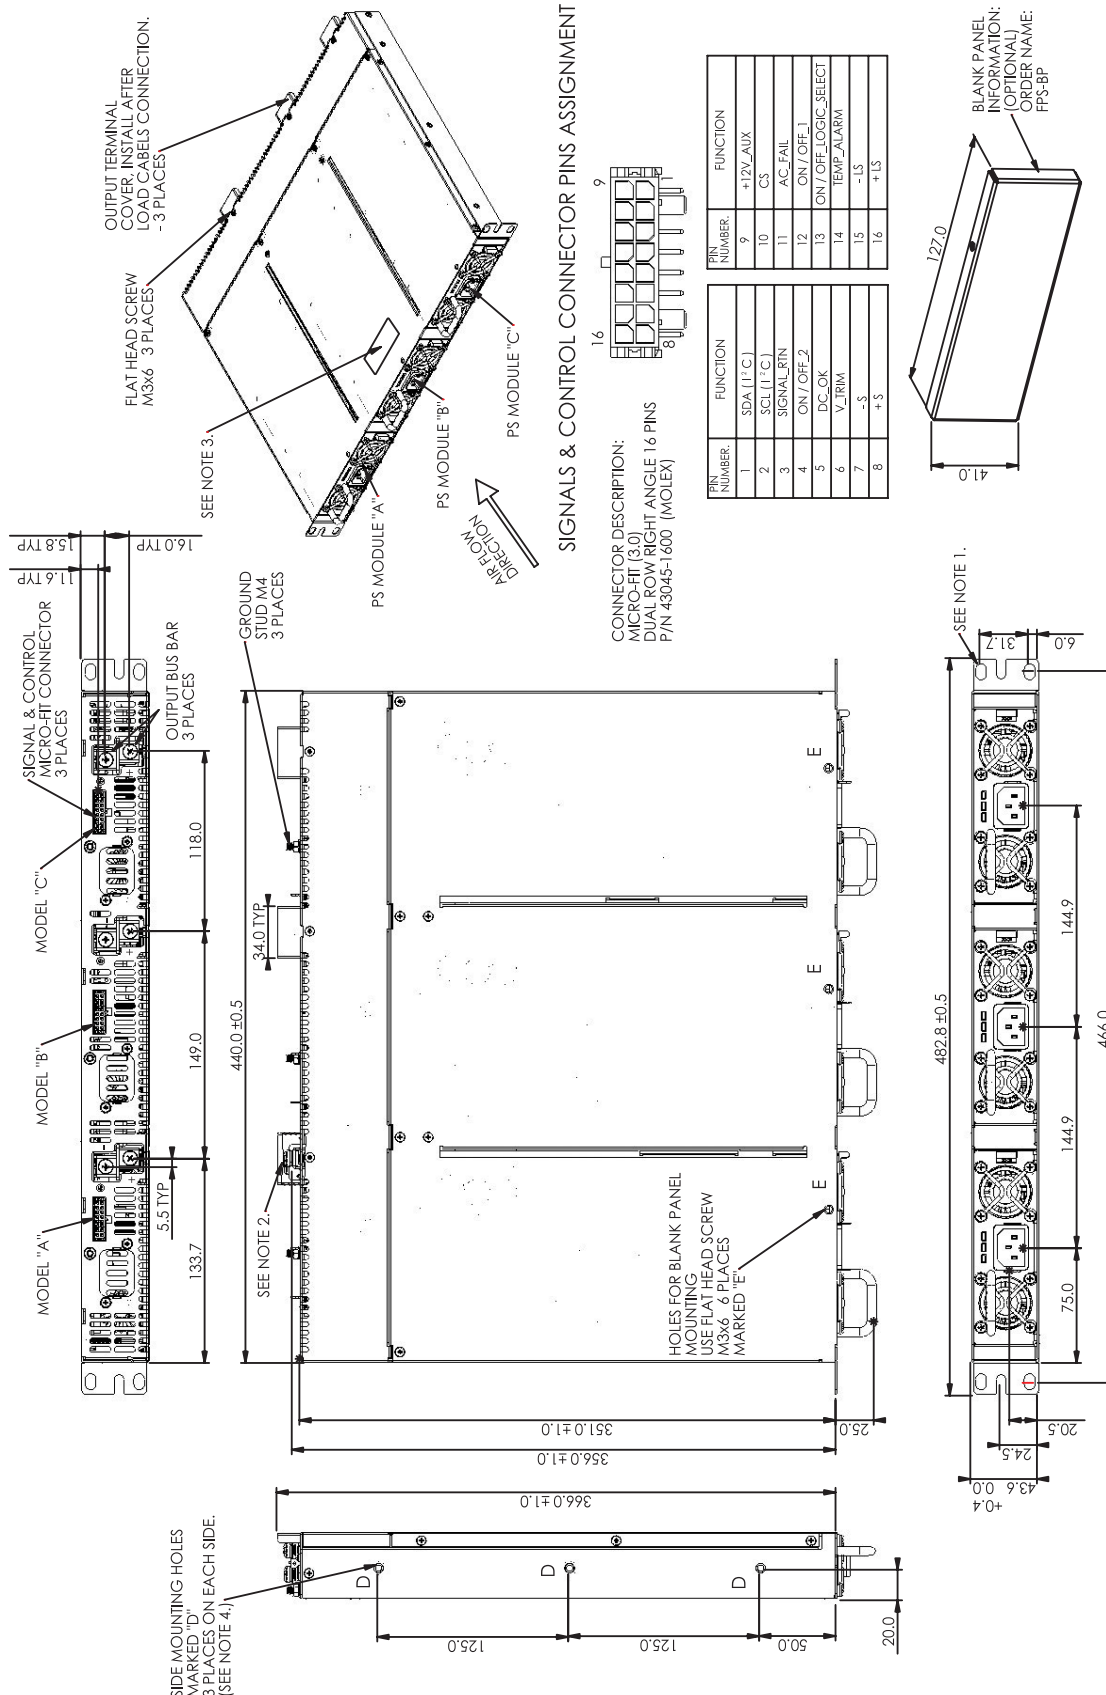 SIGNAL & CONTROL
MICRO-FIT CONNECTOR
3 PLACES
MODEL "A"
MODEL "B"
MODEL "C"
11.6 TYP
15.8 TYP
16.0 TYP
OUTPUT BUS BAR
3 PLACES
5.5 TYP
133.7
149.0
118.0
GROUND
STUD M4
3 PLACES
440.0 ±0.5
34.0 TYP
SEE NOTE 2.
HOLES FOR BLANK PANEL
MOUNTING
USE FLAT HEAD SCREW
M3x6 6 PLACES
MARKED "E"
E
E
E
351.0±1.0
356.0±1.0
25.0
366.0±1.0
SIDE MOUNTING HOLES
MARKED "D"
3 PLACES ON EACH SIDE.
(SEE NOTE 4.)
D
D
D
125.0
125.0
50.0
20.0
482.8 ±0.5
SEE NOTE 1.
31.7
6.0
75.0
144.9
144.9
466.0
20.5
24.5
43.6 +0.4 0.0
OUTPUT TERMINAL
COVER, INSTALL AFTER
LOAD CABELS CONNECTION.
- 3 PLACES
FLAT HEAD SCREW
M3x6 3 PLACES
SEE NOTE 3.
PS MODULE "A"
PS MODULE "B"
PS MODULE "C"
AIR FLOW
DIRECTION
SIGNALS & CONTROL CONNECTOR PINS ASSIGNMENT
CONNECTOR DESCRIPTION:
MICRO-FIT (3.0)
DUAL ROW RIGHT ANGLE 16 PINS
P/N 43045-1600 (MOLEX)
16
9
8
1
PIN NUMBER. FUNCTION
1 SDA ( I ² C )
2 SCL ( I ² C )
3 SIGNAL_RTN
4 ON / OFF_2
5 DC_OK
6 V_TRIM
7 - S
8 + S
PIN NUMBER. FUNCTION
9 +12V_AUX
10 CS
11 AC_FAIL
12 ON / OFF_1
13 ON / OFF_LOGIC_SELECT
14 TEMP_ALARM
15 - LS
16 + LS
127.0
41.0
BLANK PANEL
INFORMATION:
(OPTIONAL)
ORDER NAME:
FPS-BP